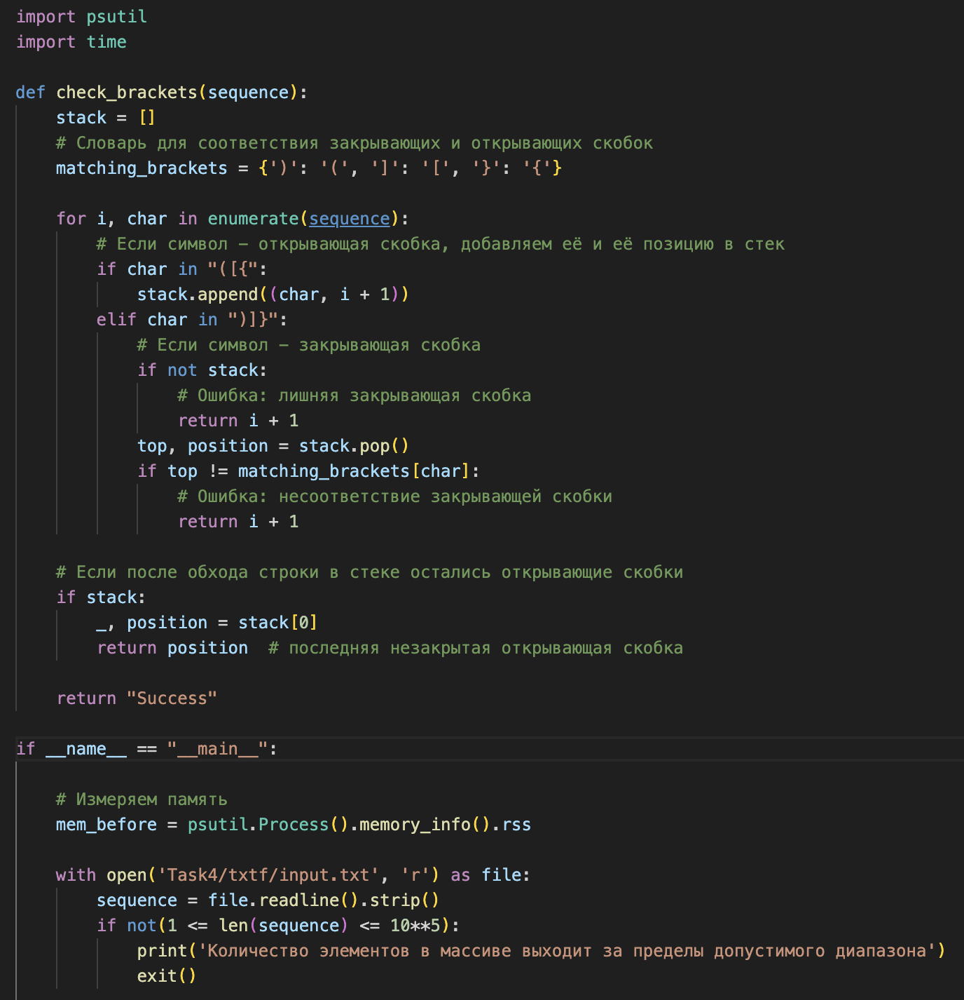 import psutil
import time
def check_brackets(sequence):
    stack = []
    # Словарь для соответствия закрывающих и открывающих скобок
    matching_brackets = {')': '(', ']': '[', '}': '{'}
    for i, char in enumerate(sequence):
        # Если символ – открывающая скобка, добавляем её и её позицию в стек
        if char in "([{":
            stack.append((char, i + 1))
        elif char in ")]}":
            # Если символ – закрывающая скобка
            if not stack:
                # Ошибка: лишняя закрывающая скобка
                return i + 1
            top, position = stack.pop()
            if top != matching_brackets[char]:
                # Ошибка: несоответствие закрывающей скобки
                return i + 1
    # Если после обхода строки в стеке остались открывающие скобки
    if stack:
        _, position = stack[0]
        return position  # последняя незакрытая открывающая скобка
    return "Success"
if __name__ == "__main__":
    # Измеряем память
    mem_before = psutil.Process().memory_info().rss
    with open('Task4/txtf/input.txt', 'r') as file:
        sequence = file.readline().strip()
        if not(1 <= len(sequence) <= 10**5):
            print('Количество элементов в массиве выходит за пределы допустимого диапазона')
            exit()